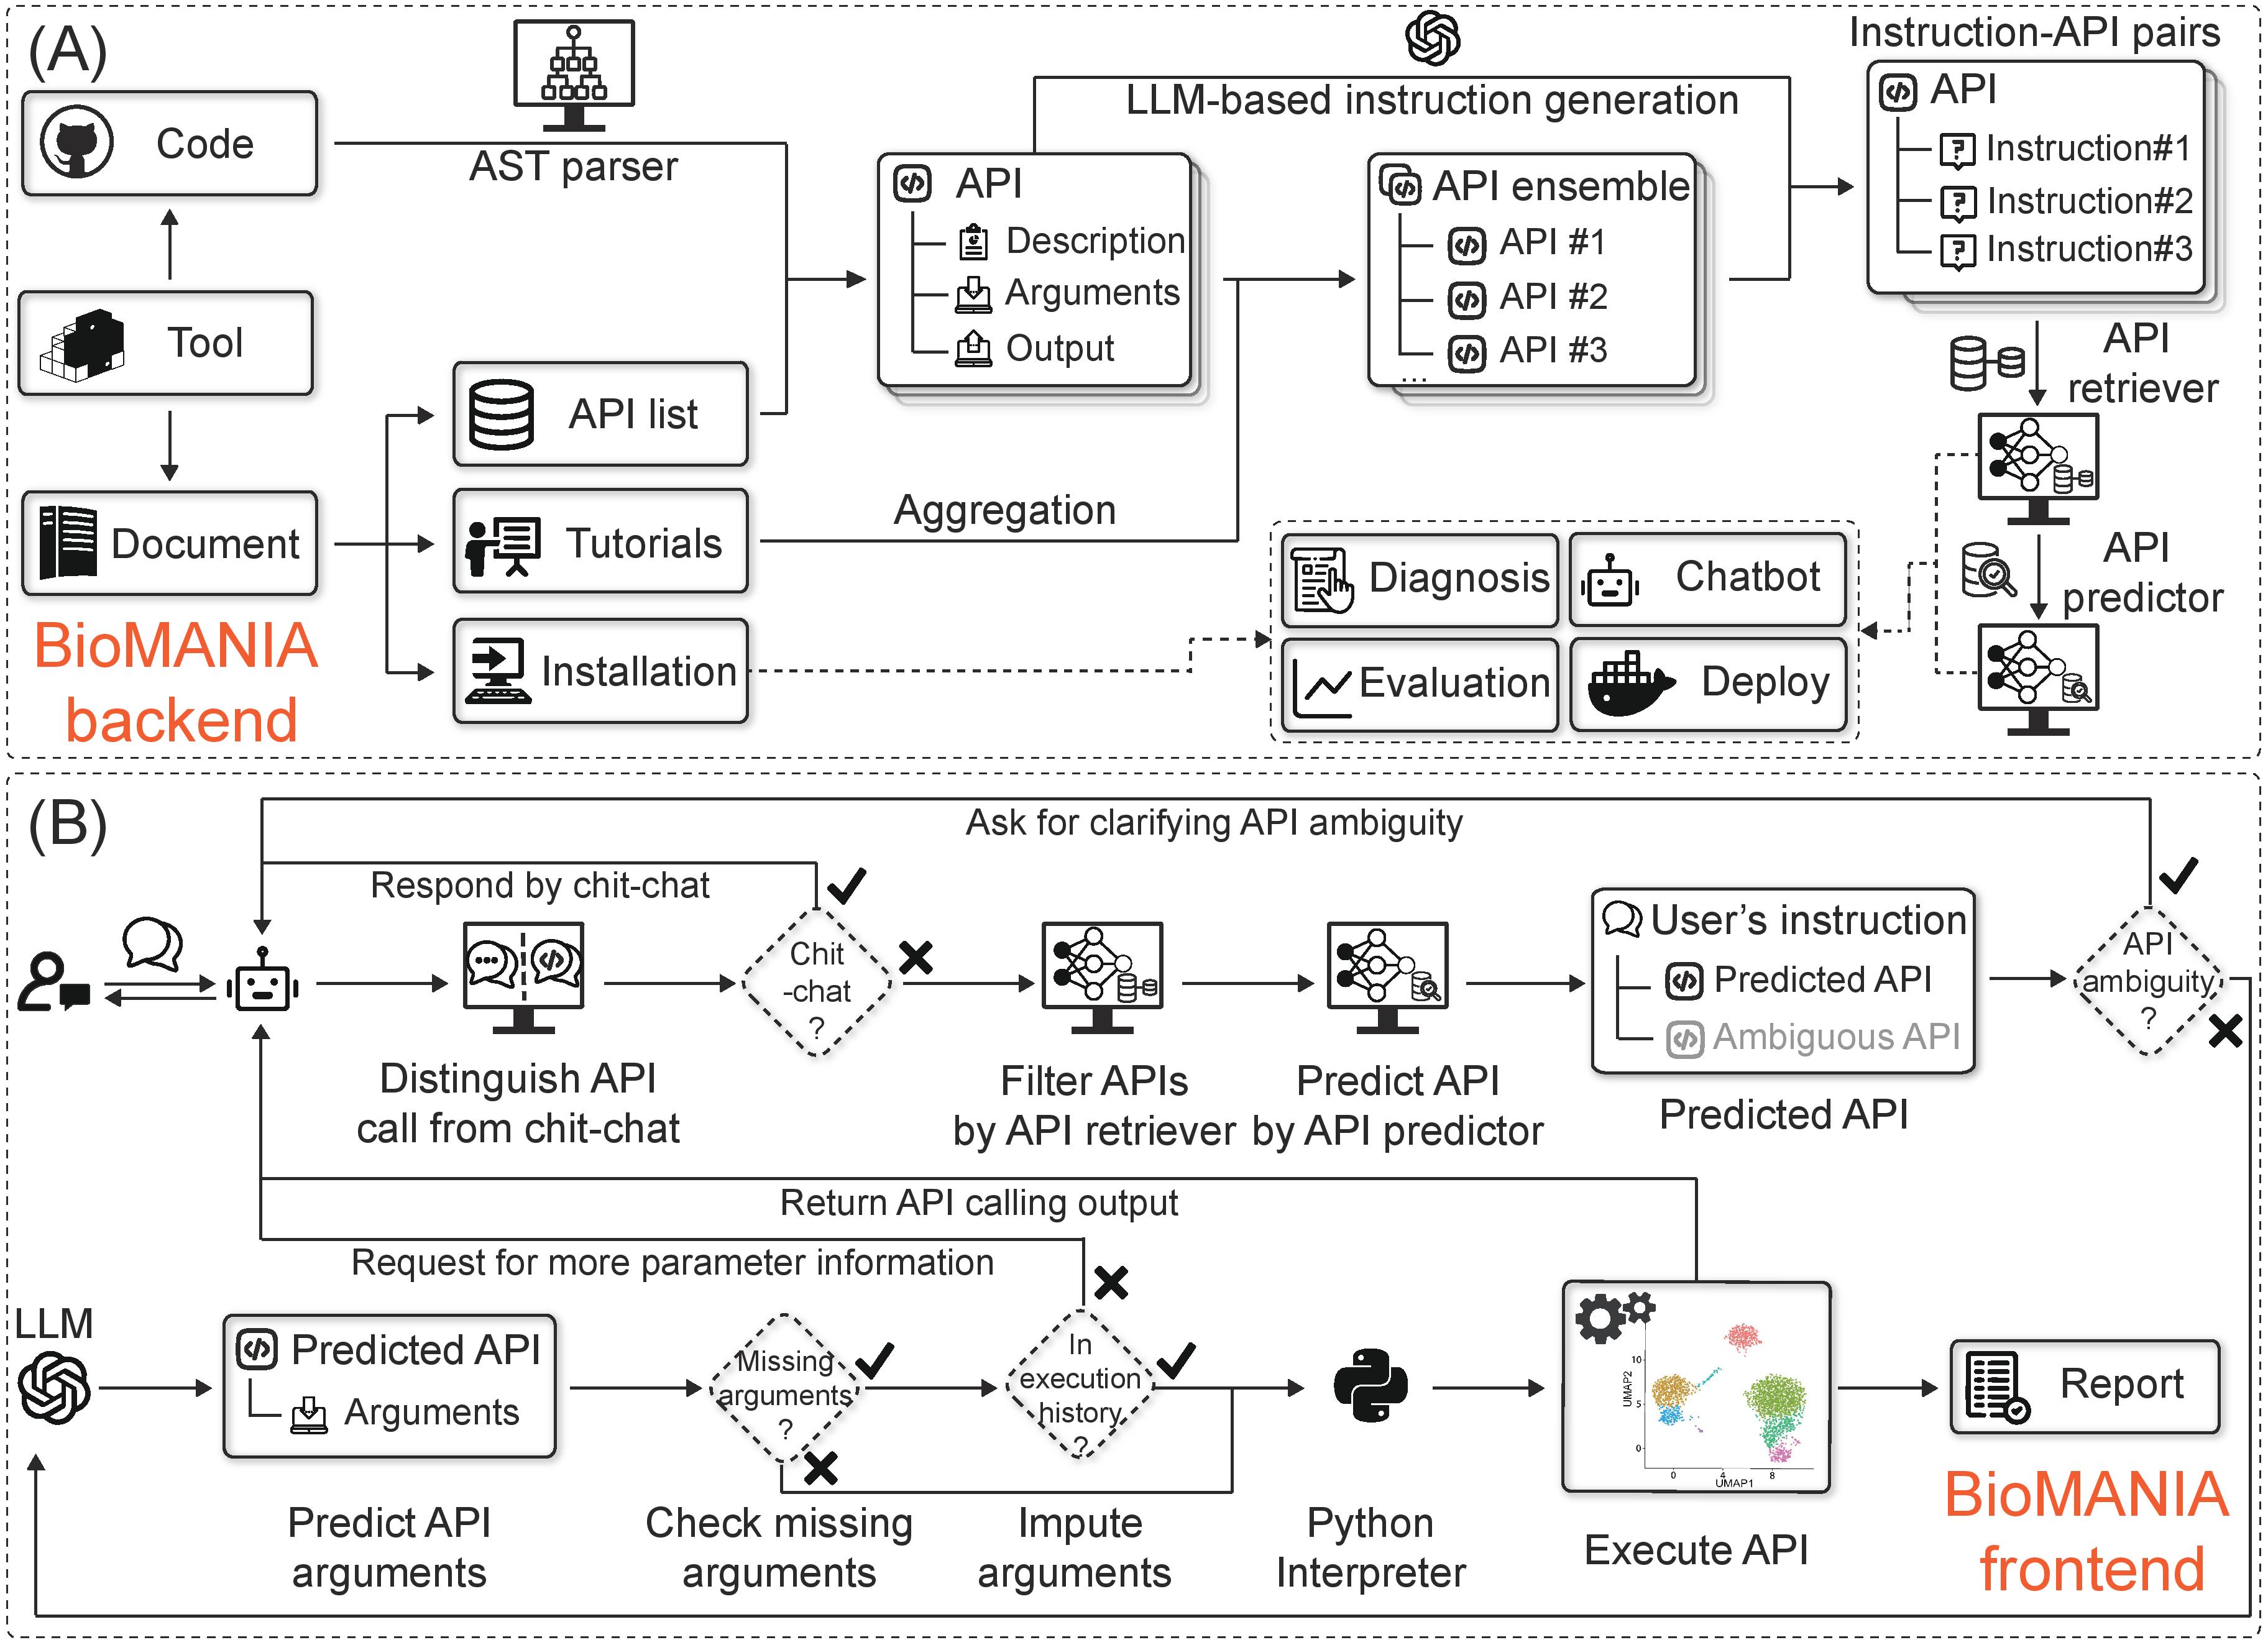 (A)
Instruction-API pairs
LLM-based instruction generation
Code
AST parser
API
Description
Arguments
Output
API ensemble
API #1
API #2
API #3
...
API
Instruction#1
Instruction#2
Instruction#3
Tool
API list
API
retriever
Document
Tutorials
Aggregation
Installation
Diagnosis
Chatbot
Evaluation
Deploy
API
predictor
BioMANIA
backend
(B)
Ask for clarifying API ambiguity
Respond by chit-chat
Chit
-chat
?
User's instruction
Predicted API
Ambiguous API
API
ambiguity
?
Distinguish API
call from chit-chat
Filter APIs
by API retriever
Predict API
by API predictor
Predicted API
Return API calling output
Request for more parameter information
LLM
Predicted API
Arguments
Missing
arguments
?
In
execution
history
?
UMAP2
10
5
0
0
4
8
UMAP1
Report
Predict API
arguments
Check missing
arguments
Impute
arguments
Python
Interpreter
Execute API
BioMANIA
frontend